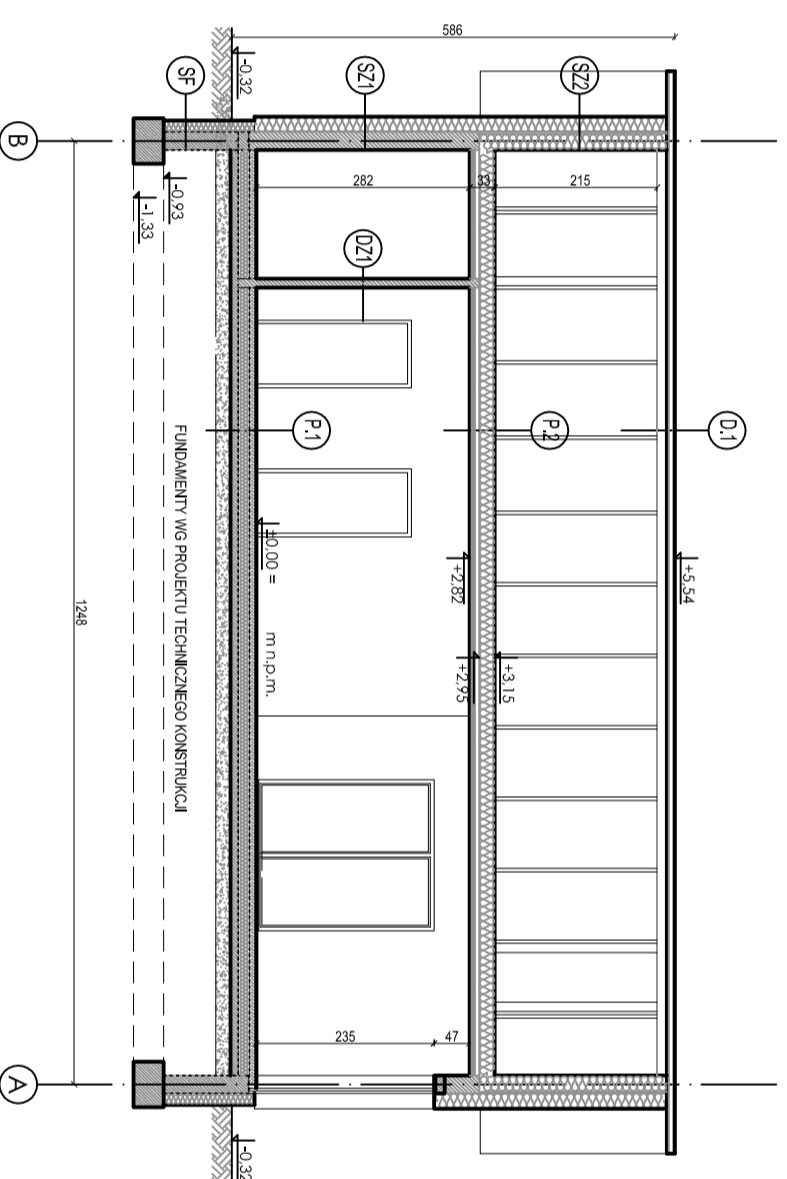 586
-0,32
SF
SZ1
SZ2
B
-0,93
-1,33
282
33
215
DZ1
P.1
P.2
D.1
FUNDAMENTY WG PROJEKTU TECHNICZNEGO KONSTRUKCJI
±0,00 = m n.p.m.
+2,82
+2,95
+3,15
+5,54
1248
235
47
A
-0,32